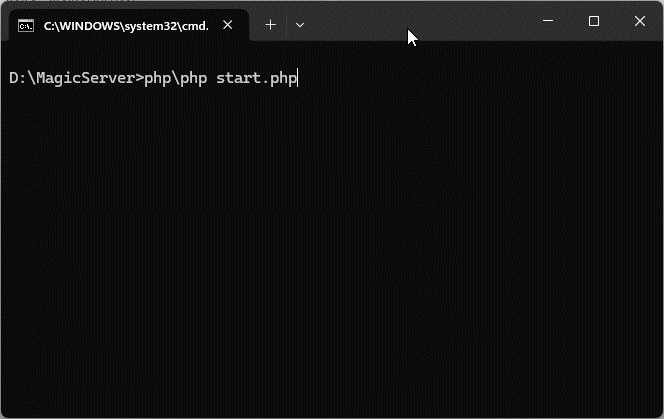 C:\WINDOWS\system32\cmd.
D:\MagicServer>php\php start.php